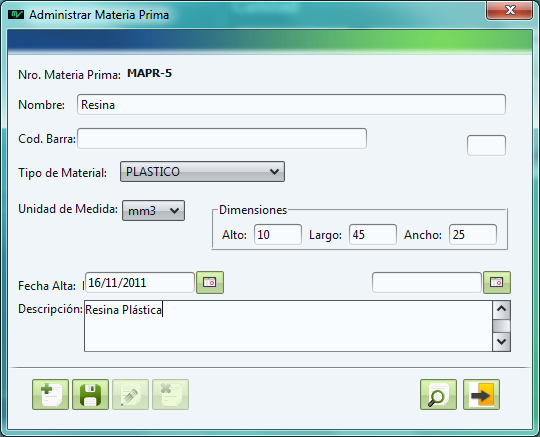 Administrar Materia Prima
Nro. Materia Prima: MAPR-5
Nombre: Resina
Cod. Barra:
Tipo de Material: PLASTICO
Unidad de Medida: mm3
Dimensiones
Alto: 10 Largo: 45 Ancho: 25
Fecha Alta: 16/11/2011
Descripción: Resina Plástica